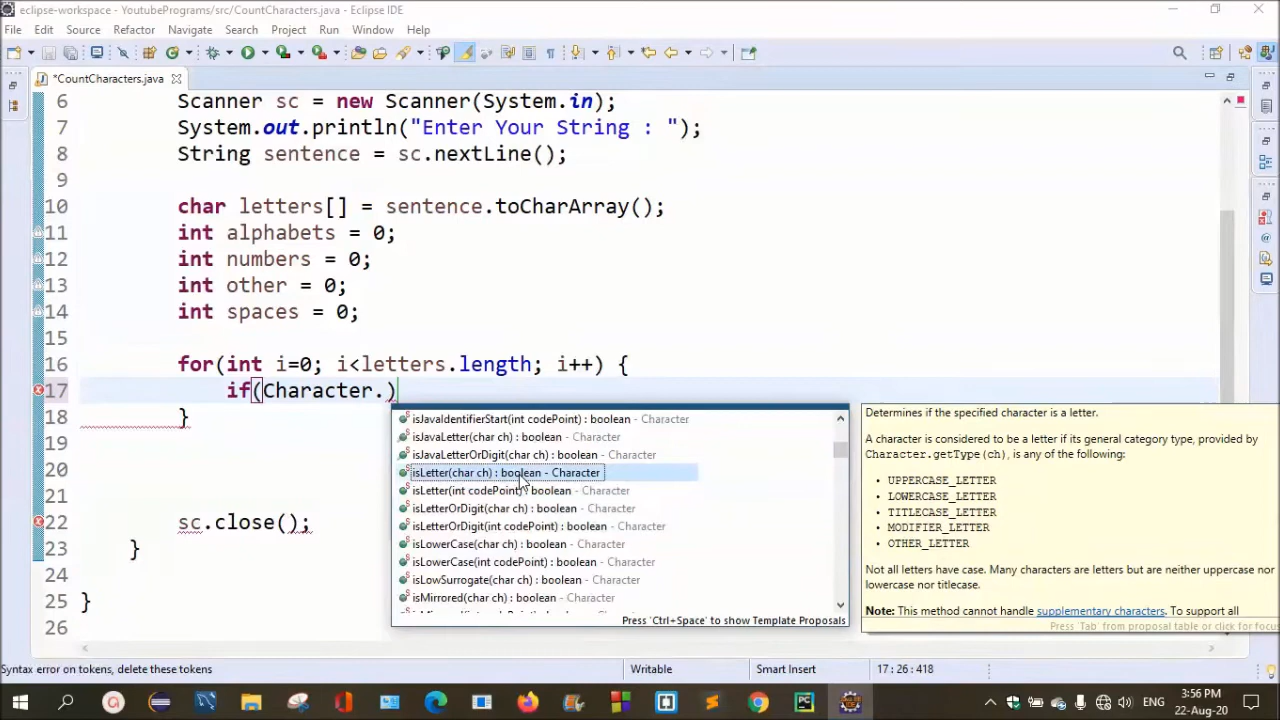 eclipse-workspace - YoutubePrograms/src/CountCharacters.java - Eclipse IDE
File Edit Source Refactor Navigate Search Project Run Window Help
*CountCharacters.java
6 Scanner sc = new Scanner(System.in);
7 System.out.println("Enter Your String : ");
8 String sentence = sc.nextLine();
9
10 char letters[] = sentence.toCharArray();
11 int alphabets = 0;
12 int numbers = 0;
13 int other = 0;
14 int spaces = 0;
15
16 for(int i=0; i<letters.length; i++) {
17 if(Character.)
18 }
19
20
21
22 sc.close();
23 }
24
25 }
26
isJavaIdentifierStart(int codePoint) : boolean - Character
isJavaLetter(char ch) : boolean - Character
isJavaLetterOrDigit(char ch) : boolean - Character
isLetter(char ch) : boolean - Character
isLetter(int codePoint) : boolean - Character
isLetterOrDigit(char ch) : boolean - Character
isLetterOrDigit(int codePoint) : boolean - Character
isLowerCase(char ch) : boolean - Character
isLowerCase(int codePoint) : boolean - Character
isLowSurrogate(char ch) : boolean - Character
isMirrored(char ch) : boolean - Character
Press 'Ctrl+Space' to show Template Proposals
Determines if the specified character is a letter.
A character is considered to be a letter if its general category type, provided by
Character.getType(ch), is any of the following:
• UPPERCASE_LETTER
• LOWERCASE_LETTER
• TITLECASE_LETTER
• MODIFIER_LETTER
• OTHER_LETTER
Not all letters have case. Many characters are letters but are neither uppercase nor
lowercase nor titlecase.
Note: This method cannot handle supplementary characters. To support all
Press 'Tab' from proposal table or click for focus
Syntax error on tokens, delete these tokens
Writable
Smart Insert
17 : 26 : 418
ENG
3:56 PM
22-Aug-20